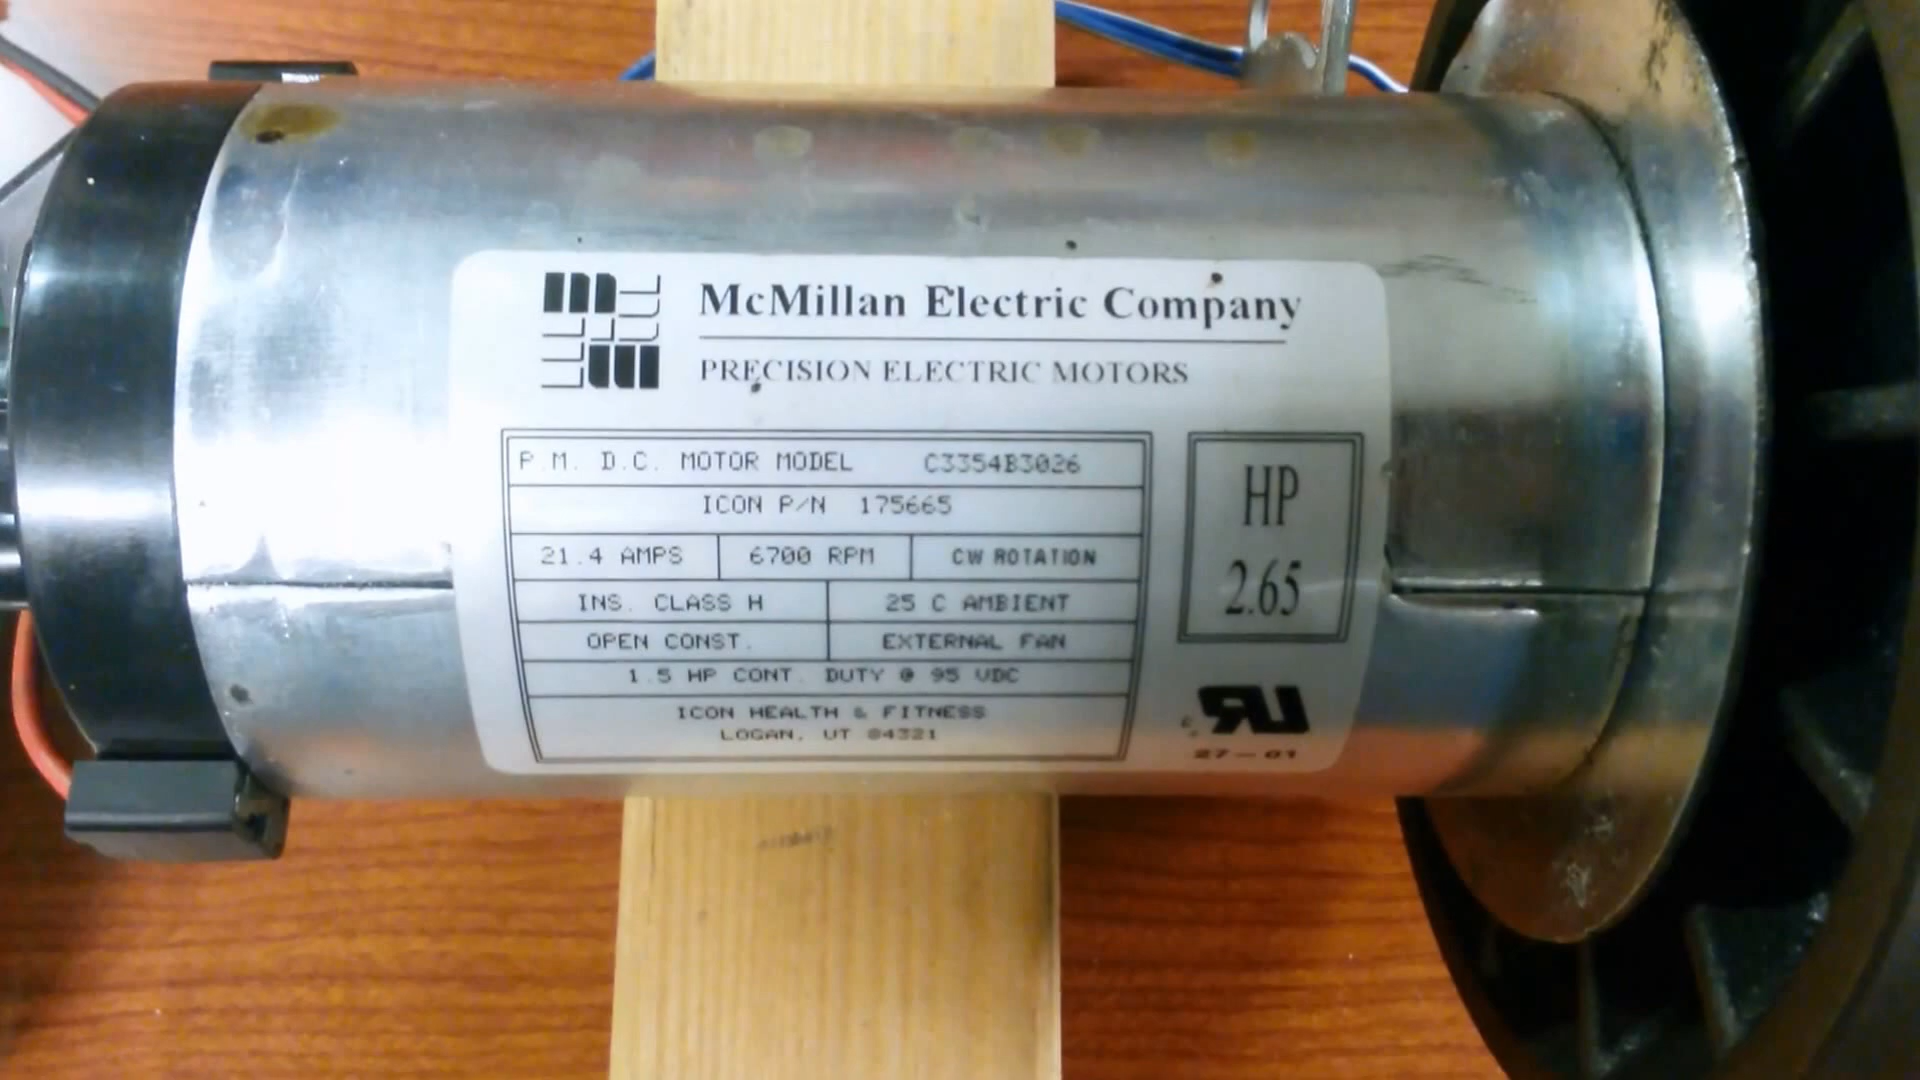 McMillan Electric Company
PRECISION ELECTRIC MOTORS
P.M. D.C. MOTOR MODEL C3354B3026
ICON P/N 175665
21.4 AMPS 6700 RPM CW ROTATION
INS. CLASS H 25 C AMBIENT
OPEN CONST. EXTERNAL FAN
1.5 HP CONT. DUTY @ 95 VDC
ICON HEALTH & FITNESS
LOGAN, UT 84321
HP
2.65
27-01